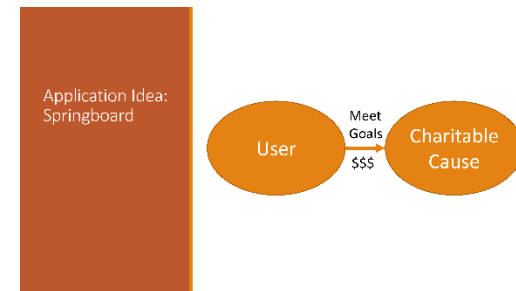 Application Idea:
Springboard
User
Meet
Goals
$$$
Charitable
Cause